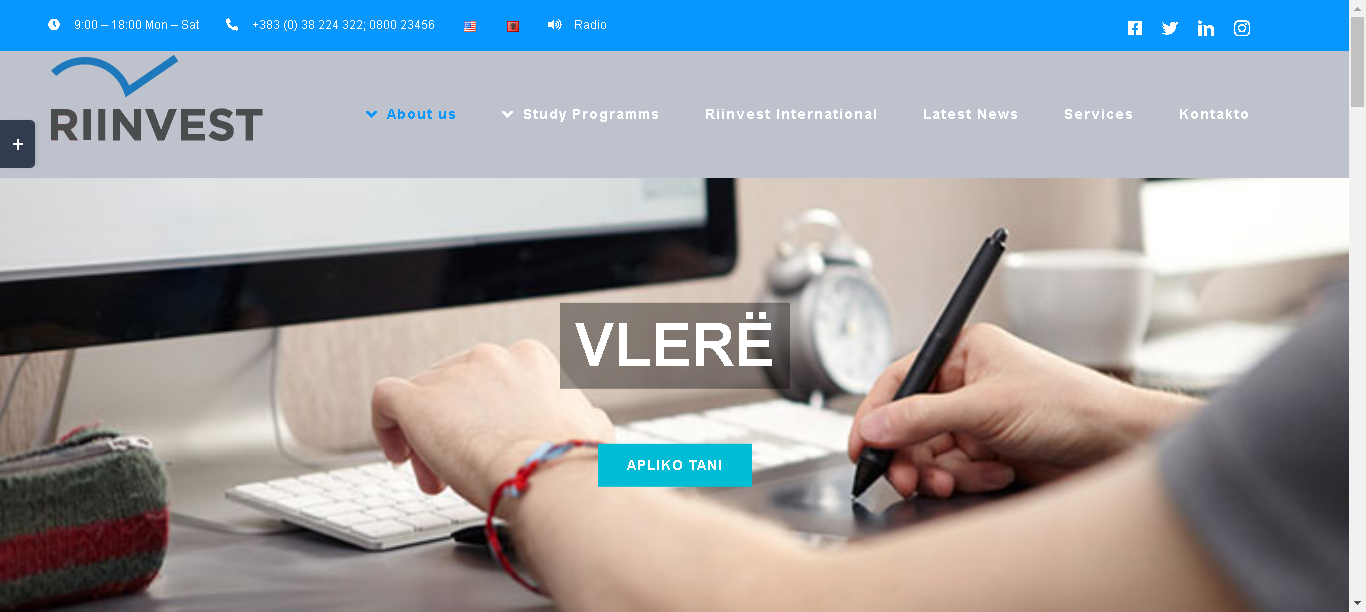 9:00 – 18:00 Mon – Sat
+383 (0) 38 224 322; 0800 23456
Radio
RIINVEST
About us
Study Programms
Riinvest International
Latest News
Services
Kontakto
+
VLERË
APLIKO TANI